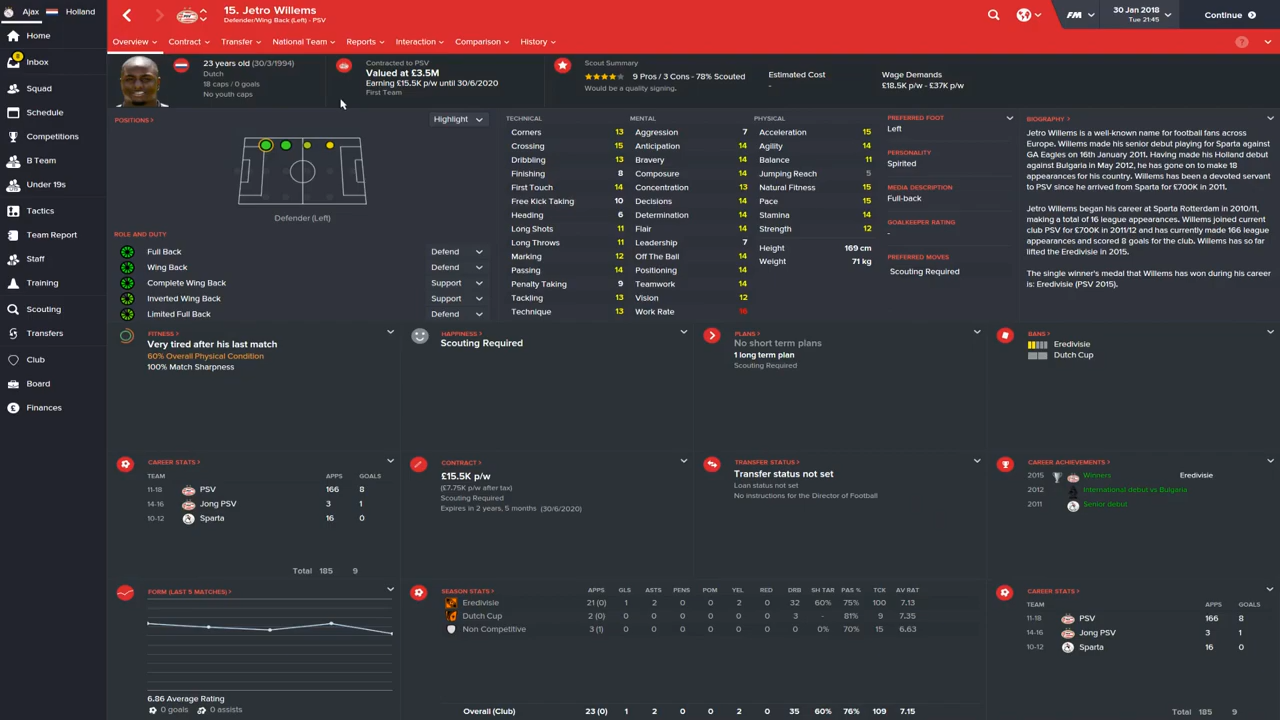 Ajax Holland
15. Jetro Willems
Defender/Wing Back (Left) - PSV
30 Jan 2018
Tue 21:45
FM
Continue
Overview Contract Transfer National Team Reports Interaction Comparison History
Home
Inbox
Squad
Schedule
Competitions
B Team
Under 19s
Tactics
Team Report
Staff
Training
Scouting
Transfers
Club
Board
Finances
23 years old (30/3/1994)
Dutch
18 caps / 0 goals
No youth caps
Contracted to PSV
Valued at £3.5M
Earning £15.5K p/w until 30/6/2020
First Team
Scout Summary
9 Pros / 3 Cons - 78% Scouted
Would be a quality signing.
Estimated Cost
-
Wage Demands
£18.5K p/w - £37K p/w
POSITIONS >
Highlight
Defender (Left)
ROLE AND DUTY
Full Back Defend
Wing Back Defend
Complete Wing Back Support
Inverted Wing Back Support
Limited Full Back Defend
TECHNICAL
Corners 13
Crossing 15
Dribbling 13
Finishing 8
First Touch 14
Free Kick Taking 10
Heading 6
Long Shots 11
Long Throws 11
Marking 12
Passing 14
Penalty Taking 9
Tackling 13
Technique 13
MENTAL
Aggression 7
Anticipation 14
Bravery 14
Composure 14
Concentration 13
Decisions 14
Determination 14
Flair 14
Leadership 7
Off The Ball 14
Positioning 14
Teamwork 14
Vision 12
Work Rate
PHYSICAL
Acceleration 15
Agility 14
Balance 11
Jumping Reach 5
Natural Fitness 15
Pace 15
Stamina 14
Strength 12
Height 169 cm
Weight 71 kg
PREFERRED FOOT
Left
PERSONALITY
Spirited
MEDIA DESCRIPTION
Full-back
GOALKEEPER RATING
-
PREFERRED MOVES
Scouting Required
BIOGRAPHY >
Jetro Willems is a well-known name for football fans across
Europe. Willems made his senior debut playing for Sparta against
GA Eagles on 16th January 2011. Having made his Holland debut
against Bulgaria in May 2012, he has gone on to make 18
appearances for his country. Willems has been a devoted servant
to PSV since he arrived from Sparta for £700K in 2011.
Jetro Willems began his career at Sparta Rotterdam in 2010/11,
making a total of 16 league appearances. Willems joined current
club PSV for £700K in 2011/12 and has currently made 166 league
appearances and scored 8 goals for the club. Willems has so far
lifted the Eredivisie in 2015.
The single winner's medal that Willems has won during his career
is: Eredivisie (PSV 2015).
FITNESS >
Very tired after his last match
60% Overall Physical Condition
100% Match Sharpness
HAPPINESS >
Scouting Required
PLANS >
No short term plans
1 long term plan
Scouting Required
BANS >
Eredivisie
Dutch Cup
CAREER STATS >
TEAM APPS GOALS
11-18 PSV 166 8
14-16 Jong PSV 3 1
10-12 Sparta 16 0
Total 185 9
CONTRACT >
£15.5K p/w
(£7.75K p/w after tax)
Scouting Required
Expires in 2 years, 5 months (30/6/2020)
TRANSFER STATUS >
Transfer status not set
Loan status not set
No instructions for the Director of Football
CAREER ACHIEVEMENTS >
2015 Winners Eredivisie
2012 International debut vs Bulgaria
2011 Senior debut
FORM (LAST 5 MATCHES) >
6.86 Average Rating
0 goals 0 assists
SEASON STATS >
APPS GLS ASTS PENS POM YEL RED DRB SH TAR PAS % TCK AV RAT
Eredivisie 21 (0) 1 2 0 0 2 0 32 60% 75% 100 7.13
Dutch Cup 2 (0) 0 0 0 0 0 0 3 - 81% 9 7.35
Non Competitive 3 (1) 0 0 0 0 0 0 0 0% 70% 15 6.63
Overall (Club) 23 (0) 1 2 0 0 2 0 35 60% 76% 109 7.15
CAREER STATS >
TEAM APPS GOALS
11-18 PSV 166 8
14-16 Jong PSV 3 1
10-12 Sparta 16 0
Total 185 9